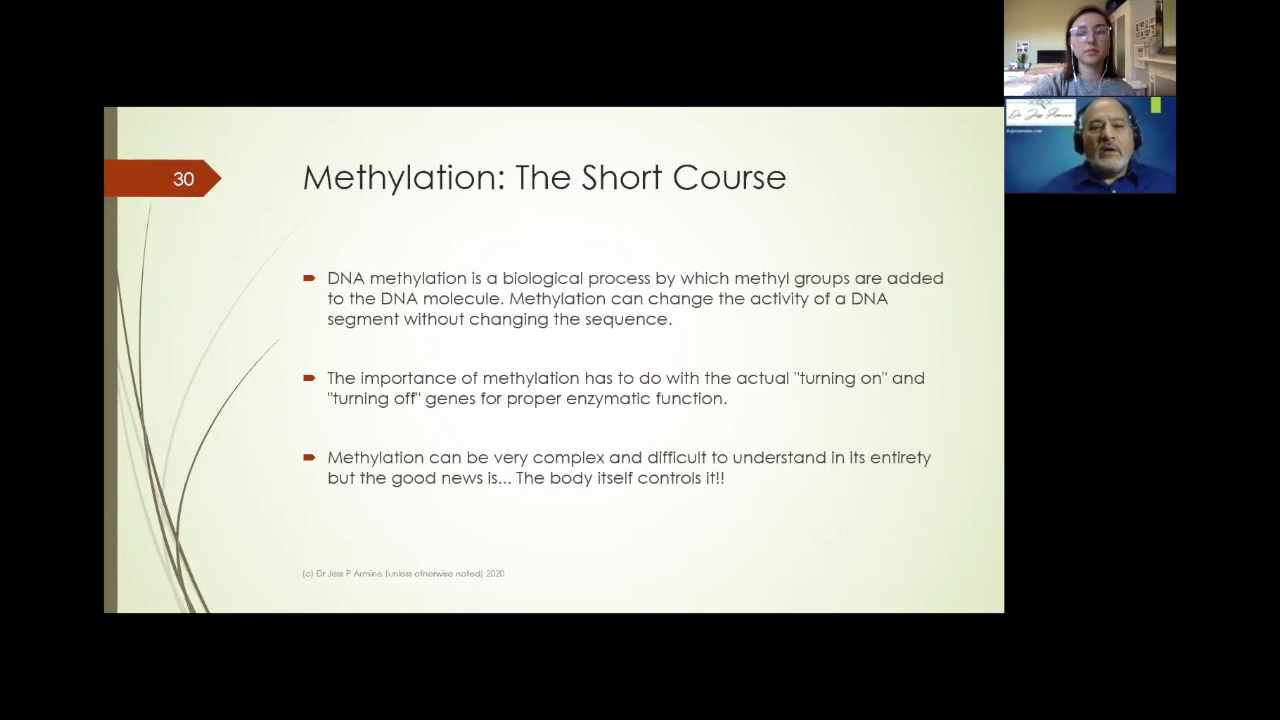 30
Methylation: The Short Course
DNA methylation is a biological process by which methyl groups are added
to the DNA molecule. Methylation can change the activity of a DNA
segment without changing the sequence.
The importance of methylation has to do with the actual "turning on" and
"turning off" genes for proper enzymatic function.
Methylation can be very complex and difficult to understand in its entirety
but the good news is... The body itself controls it!!
(c) Dr Jess P Armine (unless otherwise noted) 2020
Dr. Jess Armine